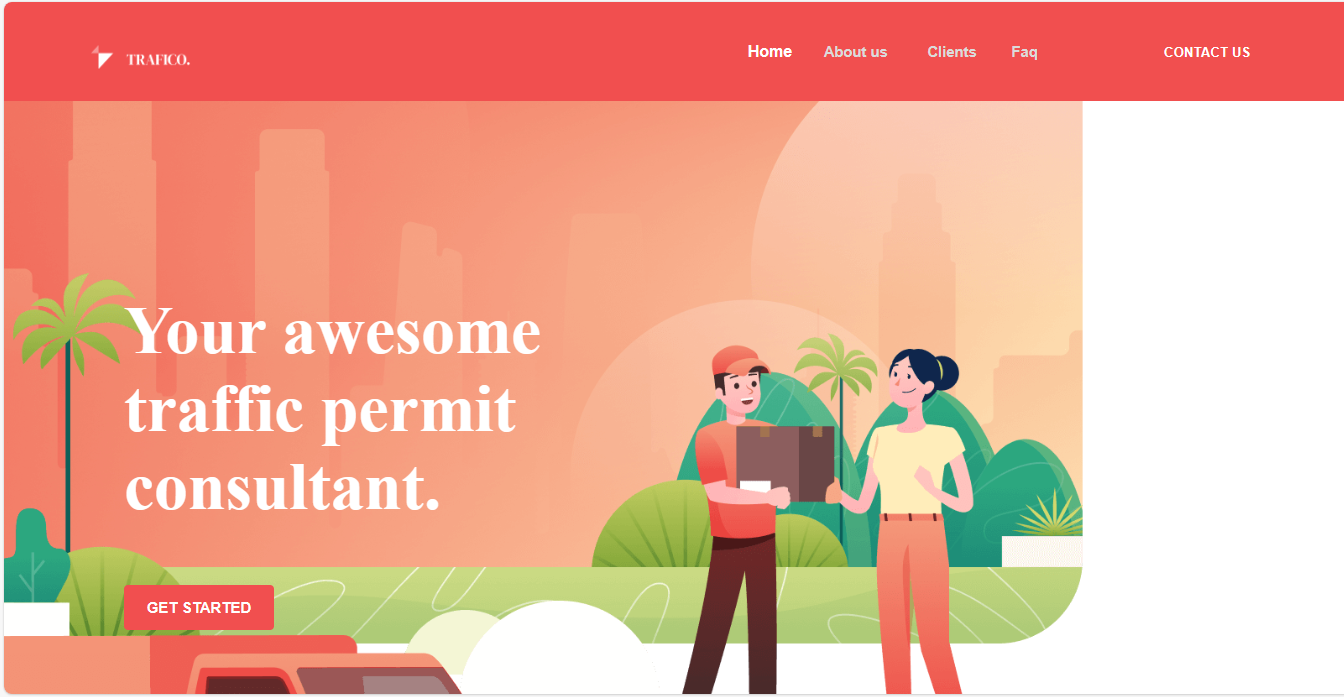 TRAFICO.
Home About us Clients Faq CONTACT US
Your awesome
traffic permit
consultant.
GET STARTED